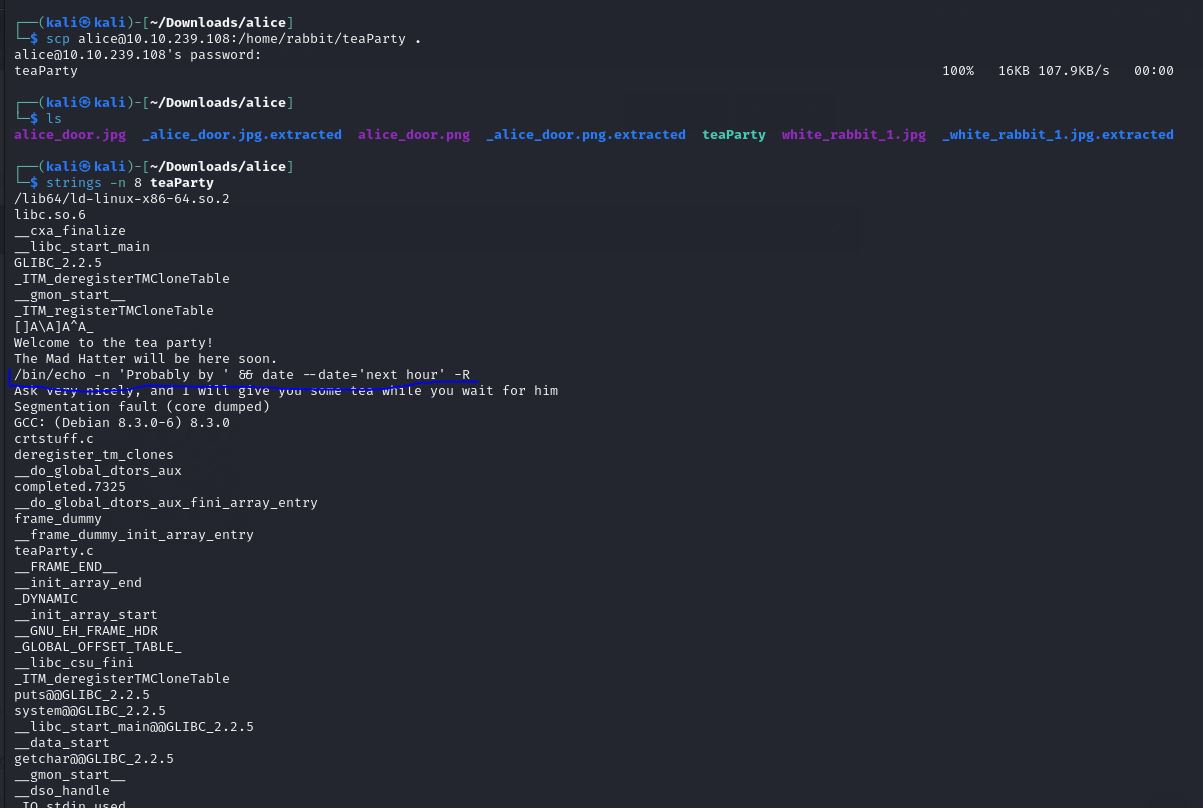 ┌──(kali㉿kali)-[~/Downloads/alice]
└─$ scp alice@10.10.239.108:/home/rabbit/teaParty .
alice@10.10.239.108's password:
teaParty 100% 16KB 107.9KB/s 00:00
┌──(kali㉿kali)-[~/Downloads/alice]
└─$ ls
alice_door.jpg _alice_door.jpg.extracted alice_door.png _alice_door.png.extracted teaParty white_rabbit_1.jpg _white_rabbit_1.jpg.extracted
┌──(kali㉿kali)-[~/Downloads/alice]
└─$ strings -n 8 teaParty
/lib64/ld-linux-x86-64.so.2
libc.so.6
__cxa_finalize
__libc_start_main
GLIBC_2.2.5
_ITM_deregisterTMCloneTable
__gmon_start__
_ITM_registerTMCloneTable
[]A\A]A^A_
Welcome to the tea party!
The Mad Hatter will be here soon.
/bin/echo -n 'Probably by ' && date --date='next hour' -R
Ask very nicely, and I will give you some tea while you wait for him
Segmentation fault (core dumped)
GCC: (Debian 8.3.0-6) 8.3.0
crtstuff.c
deregister_tm_clones
__do_global_dtors_aux
completed.7325
__do_global_dtors_aux_fini_array_entry
frame_dummy
__frame_dummy_init_array_entry
teaParty.c
__FRAME_END__
__init_array_end
_DYNAMIC
__init_array_start
__GNU_EH_FRAME_HDR
_GLOBAL_OFFSET_TABLE_
__libc_csu_fini
_ITM_deregisterTMCloneTable
puts@@GLIBC_2.2.5
system@@GLIBC_2.2.5
__libc_start_main@@GLIBC_2.2.5
__data_start
getchar@@GLIBC_2.2.5
__gmon_start__
__dso_handle
_IO_stdin_used